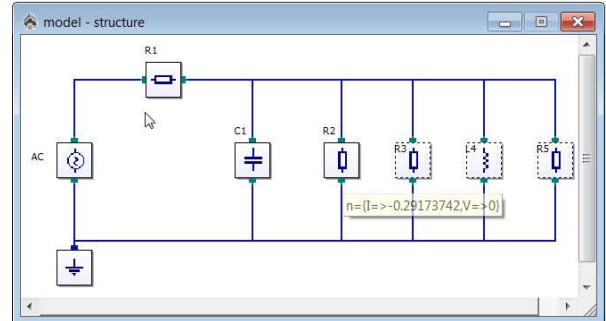 model - structure
R1
C1
R2
R3
L4
R5
AC
n={I=>-0.29173742,V=>0}